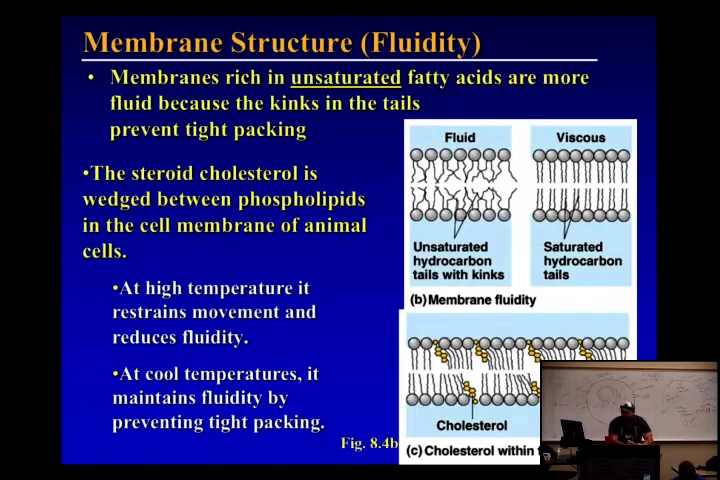 Membrane Structure (Fluidity)
• Membranes rich in unsaturated fatty acids are more
fluid because the kinks in the tails
prevent tight packing
•The steroid cholesterol is
wedged between phospholipids
in the cell membrane of animal
cells.
•At high temperature it
restrains movement and
reduces fluidity.
•At cool temperatures, it
maintains fluidity by
preventing tight packing.
Fig. 8.4b
Fluid
Viscous
Unsaturated
hydrocarbon
tails with kinks
Saturated
hydrocarbon
tails
(b) Membrane fluidity
Cholesterol
(c) Cholesterol within